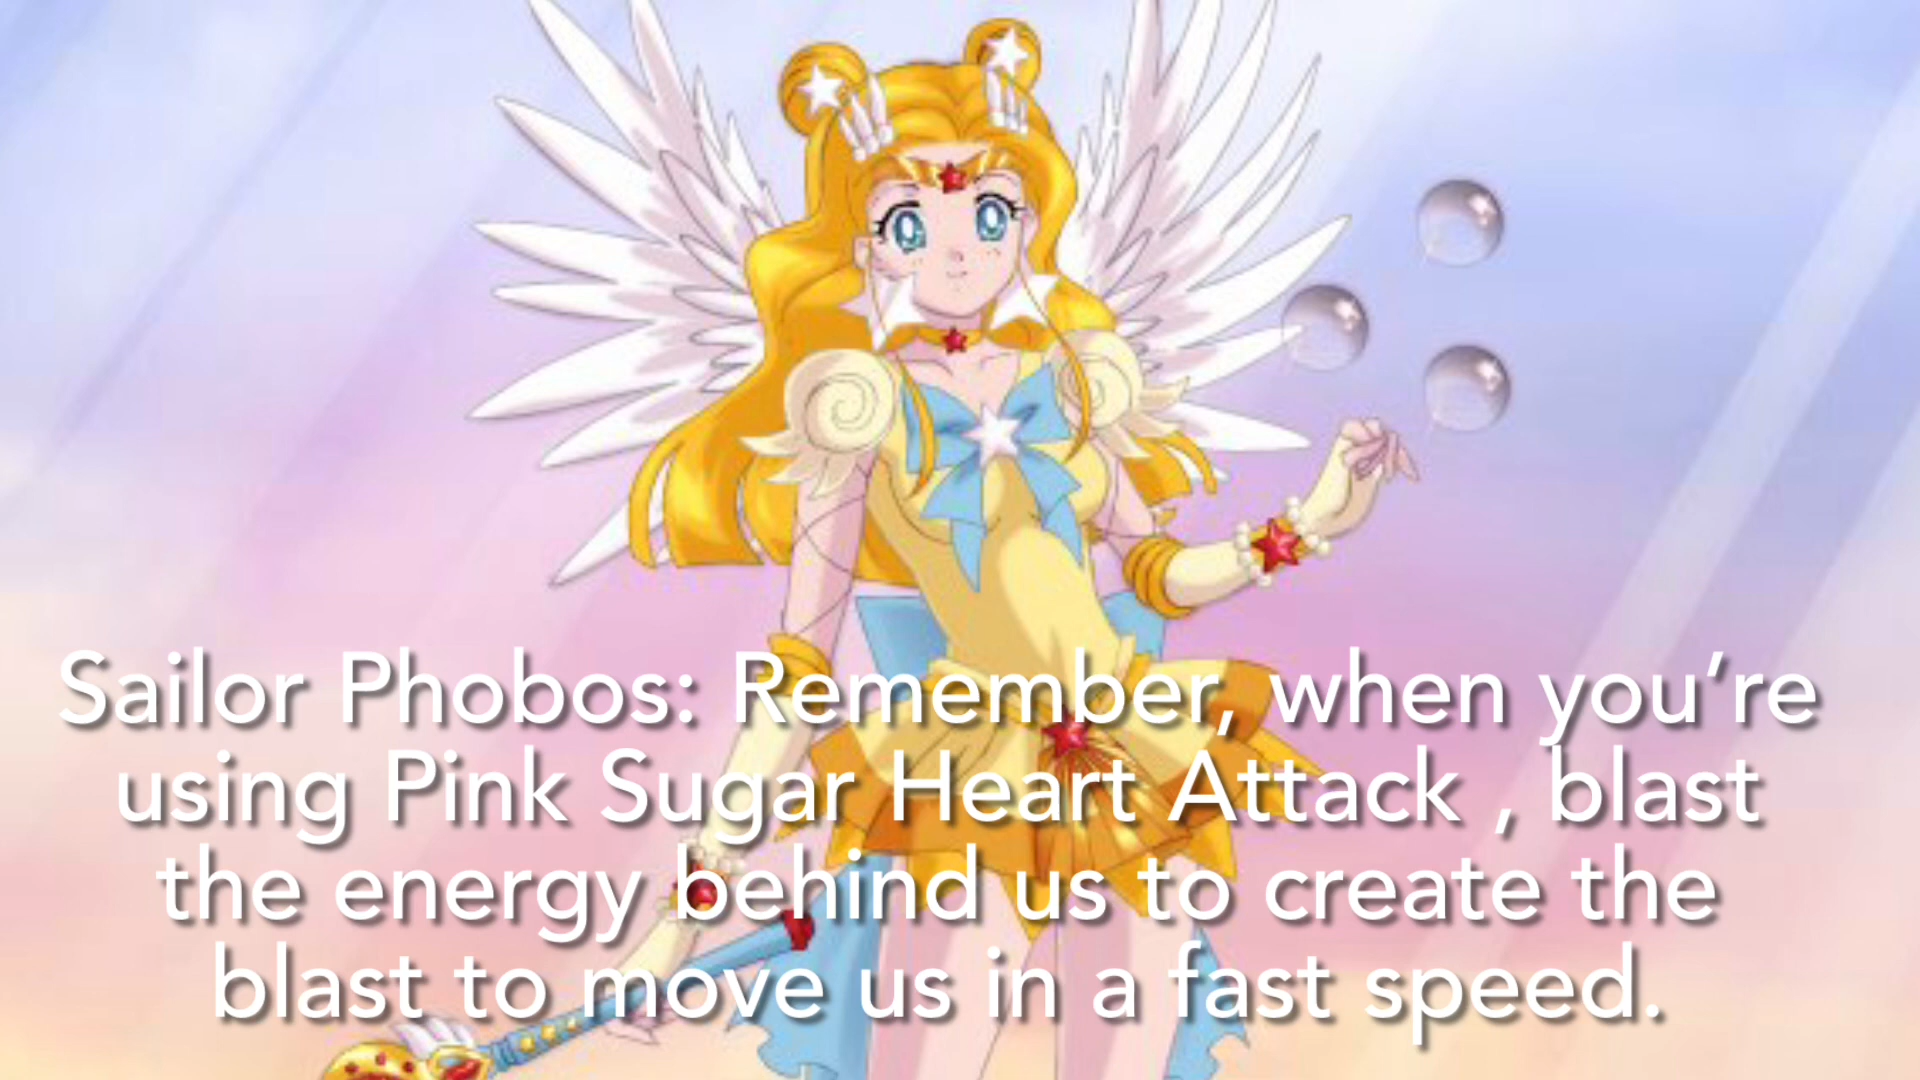 Sailor Phobos: Remember, when you’re
using Pink Sugar Heart Attack , blast
the energy behind us to create the
blast to move us in a fast speed.